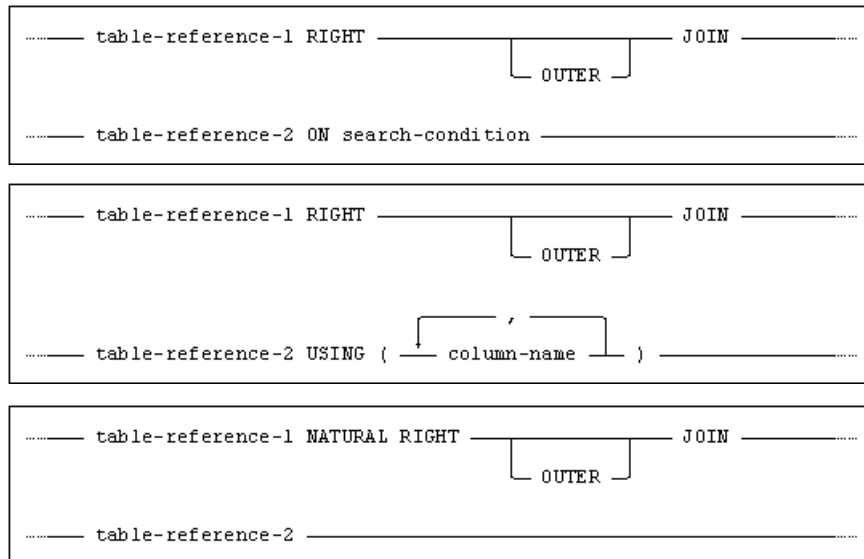 table-reference-1 RIGHT JOIN
OUTER
table-reference-2 ON search-condition
table-reference-1 RIGHT JOIN
OUTER
,
table-reference-2 USING ( column-name )
table-reference-1 NATURAL RIGHT JOIN
OUTER
table-reference-2